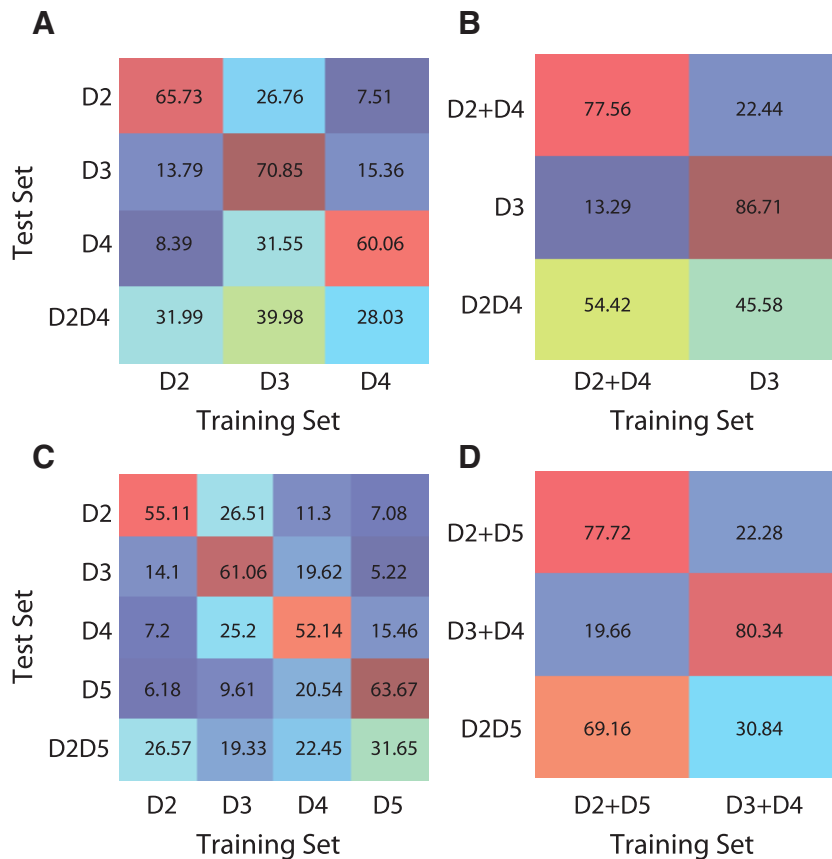 A
D2 65.73 26.76 7.51
D3 13.79 70.85 15.36
D4 8.39 31.55 60.06
D2D4 31.99 39.98 28.03
Test Set
D2 D3 D4
Training Set
B
D2+D4 77.56 22.44
D3 13.29 86.71
D2D4 54.42 45.58
D2+D4 D3
Training Set
C
D2 55.11 26.51 11.3 7.08
D3 14.1 61.06 19.62 5.22
D4 7.2 25.2 52.14 15.46
D5 6.18 9.61 20.54 63.67
D2D5 26.57 19.33 22.45 31.65
Test Set
D2 D3 D4 D5
Training Set
D
D2+D5 77.72 22.28
D3+D4 19.66 80.34
D2D5 69.16 30.84
D2+D5 D3+D4
Training Set